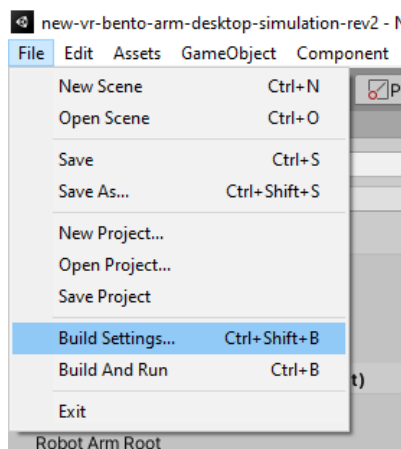 new-vr-bento-arm-desktop-simulation-rev2 -
File Edit Assets GameObject Component
New Scene Ctrl+N
Open Scene Ctrl+O
Save Ctrl+S
Save As... Ctrl+Shift+S
New Project...
Open Project...
Save Project
Build Settings... Ctrl+Shift+B
Build And Run Ctrl+B
t)
Exit
Robot Arm Root